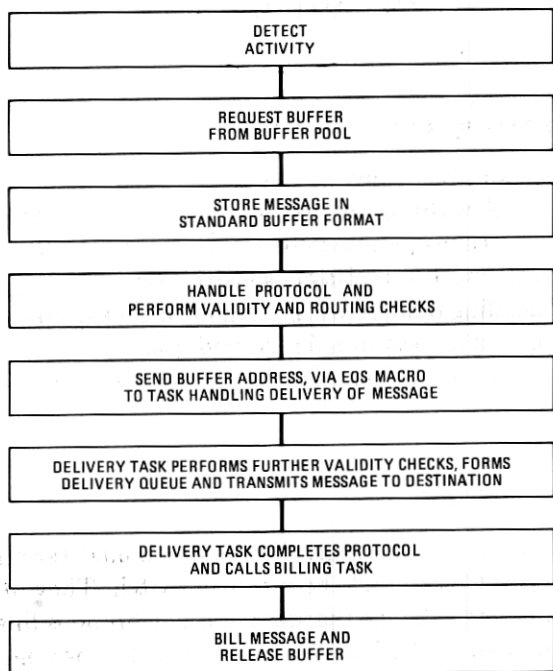 DETECT
ACTIVITY
REQUEST BUFFER
FROM BUFFER POOL
STORE MESSAGE IN
STANDARD BUFFER FORMAT
HANDLE PROTOCOL AND
PERFORM VALIDITY AND ROUTING CHECKS
SEND BUFFER ADDRESS, VIA EOS MACRO
TO TASK HANDLING DELIVERY OF MESSAGE
DELIVERY TASK PERFORMS FURTHER VALIDITY CHECKS, FORMS
DELIVERY QUEUE AND TRANSMITS MESSAGE TO DESTINATION
DELIVERY TASK COMPLETES PROTOCOL
AND CALLS BILLING TASK
BILL MESSAGE AND
RELEASE BUFFER